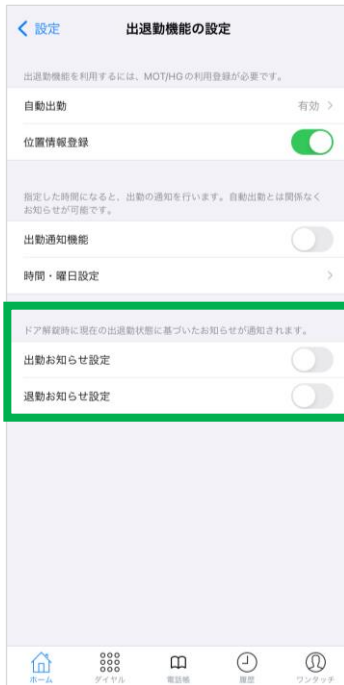 設定
出退勤機能の設定
出退勤機能を利用するには、MOT/HGの利用登録が必要です。
自動出勤
有効
位置情報登録
指定した時間になると、出勤の通知を行います。自動出勤とは関係なく
お知らせが可能です。
出勤通知機能
時間・曜日設定
ドア解錠時に現在の出退勤状態に基づいたお知らせが通知されます。
出勤お知らせ設定
退勤お知らせ設定
ホーム
ダイヤル
電話帳
履歴
ワンタッチ